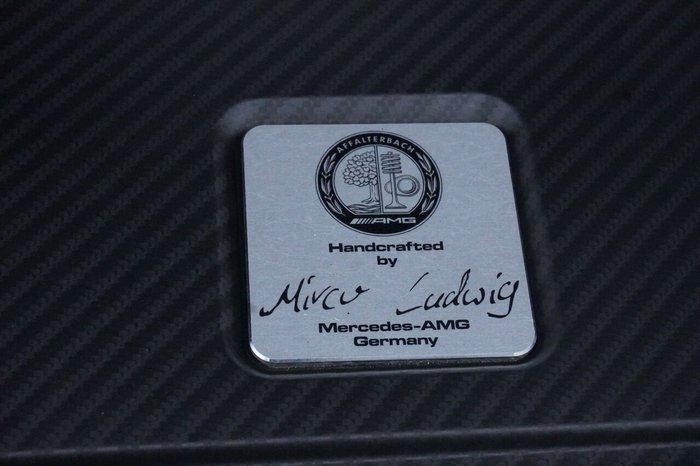 AFFALTERBACH
AMG
Handcrafted
by
Mirco Ludwig
Mercedes-AMG
Germany